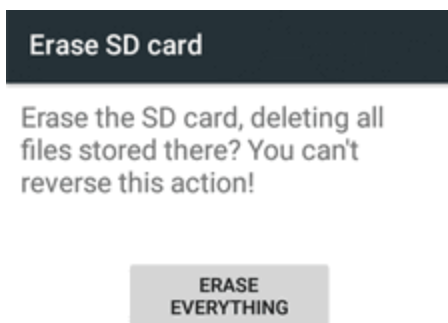 Erase SD card
Erase the SD card, deleting all
files stored there? You can't
reverse this action!
ERASE
EVERYTHING